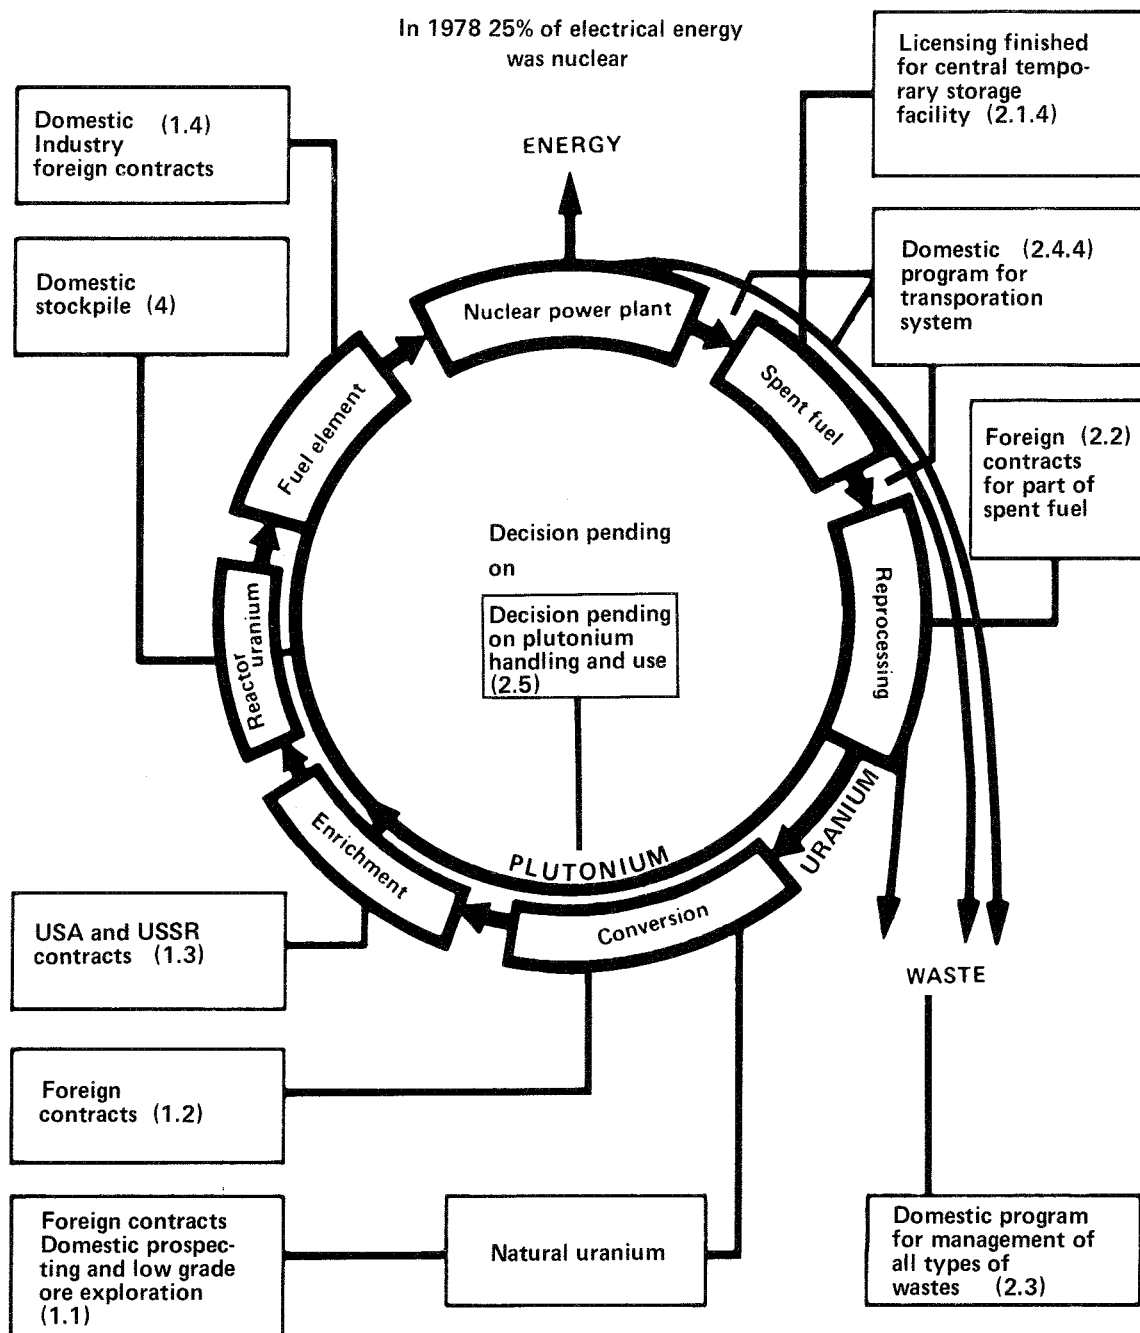 In 1978 25% of electrical energy
was nuclear
Licensing finished
for central tempo-
rary storage
facility (2.1.4)
Domestic (1.4)
Industry
foreign contracts
ENERGY
Domestic
stockpile (4)
Domestic (2.4.4)
program for
transporation
system
Nuclear power plant
Spent fuel
Fuel element
Foreign (2.2)
contracts
for part of
spent fuel
Decision pending
on
Decision pending
on plutonium
handling and use
(2.5)
Reprocessing
Reactor
uranium
Enrichment
PLUTONIUM
URANIUM
Conversion
USA and USSR
contracts (1.3)
WASTE
Foreign
contracts (1.2)
Foreign contracts
Domestic prospec-
ting and low grade
ore exploration
(1.1)
Natural uranium
Domestic program
for management of
all types of
wastes (2.3)